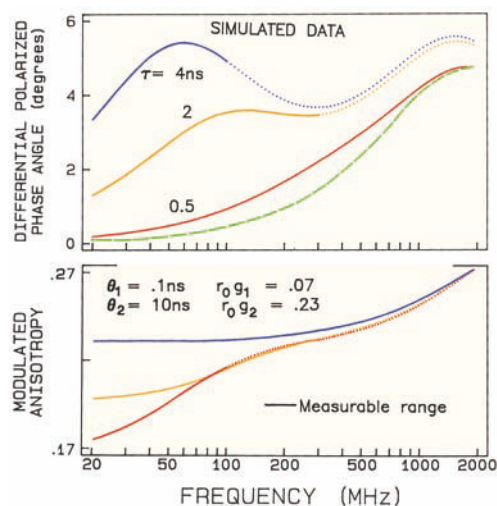 SIMULATED DATA
DIFFERENTIAL POLARIZED
PHASE ANGLE (degrees)
6
4
2
0
τ = 4ns
2
0.5
MODULATED
ANISOTROPY
.27
.17
θ1 = .1ns r0 g1 = .07
θ2 = 10ns r0 g2 = .23
Measurable range
20 50 100 200 500 1000 2000
FREQUENCY (MHz)